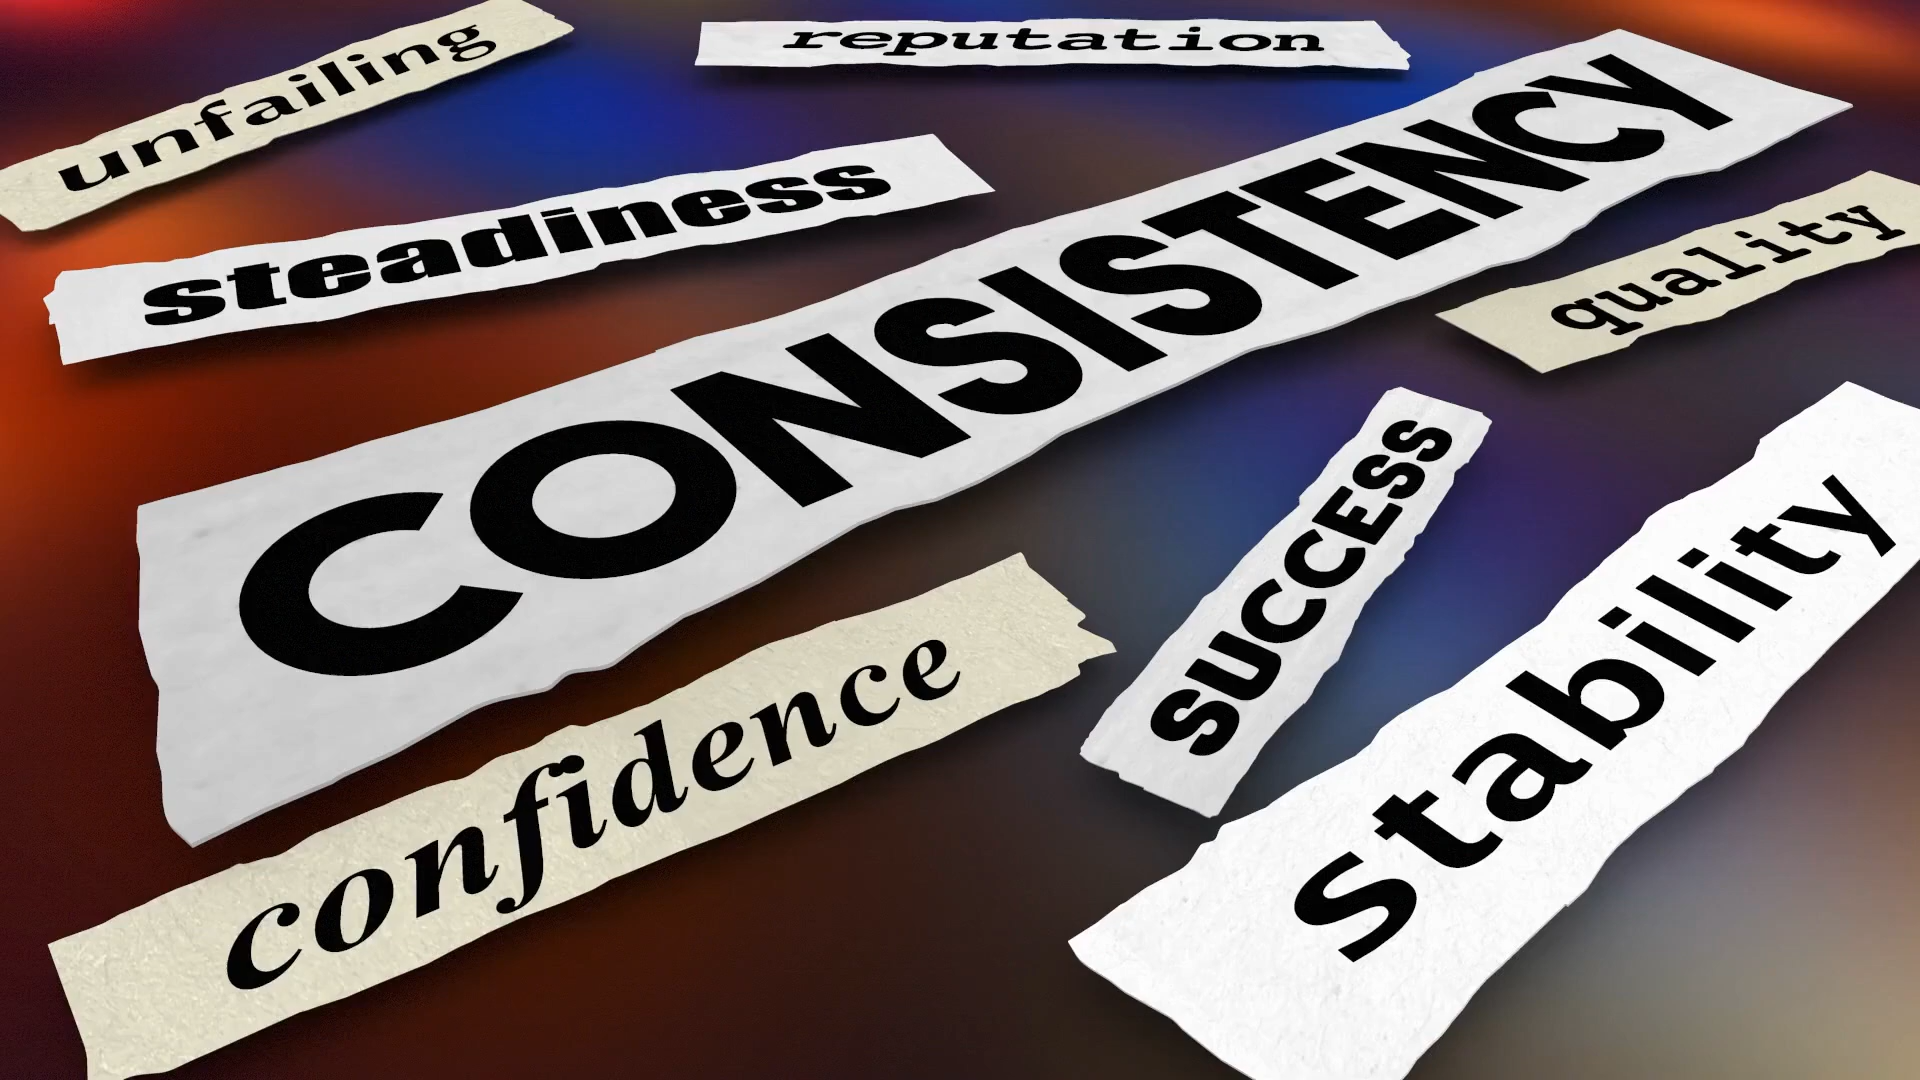 unfailing
reputation
steadiness
CONSISTENCY
quality
SUCCESS
confidence
stability